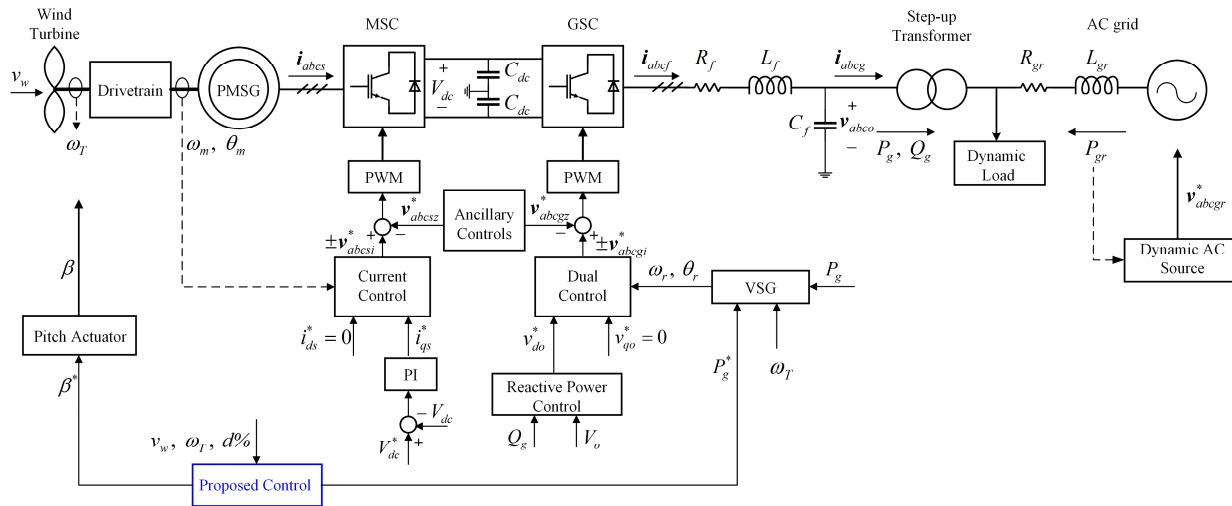 Wind
Turbine
MSC
GSC
Step-up
Transformer
AC grid
v_w
Drivetrain
PMSG
i_abcs
+
V_dc
−
C_dc
C_dc
i_abcf
R_f
L_f
i_abcg
R_gr
L_gr
ω_T
ω_m, θ_m
C_f
+
v_abco
−
P_g, Q_g
Dynamic
Load
P_gr
v*_abcgr
PWM
PWM
v*_abcsz
Ancillary
Controls
v*_abcgz
+
−
−
+
±v*_abcsi
±v*_abcgi
β
Current
Control
Dual
Control
ω_r, θ_r
VSG
P_g
Dynamic AC
Source
Pitch Actuator
i*_ds = 0
i*_qs
v*_do
v*_qo = 0
P*_g
ω_T
β*
PI
Reactive Power
Control
− V_dc
+
V*_dc
Q_g
V_o
v_w, ω_T, d%
Proposed Control